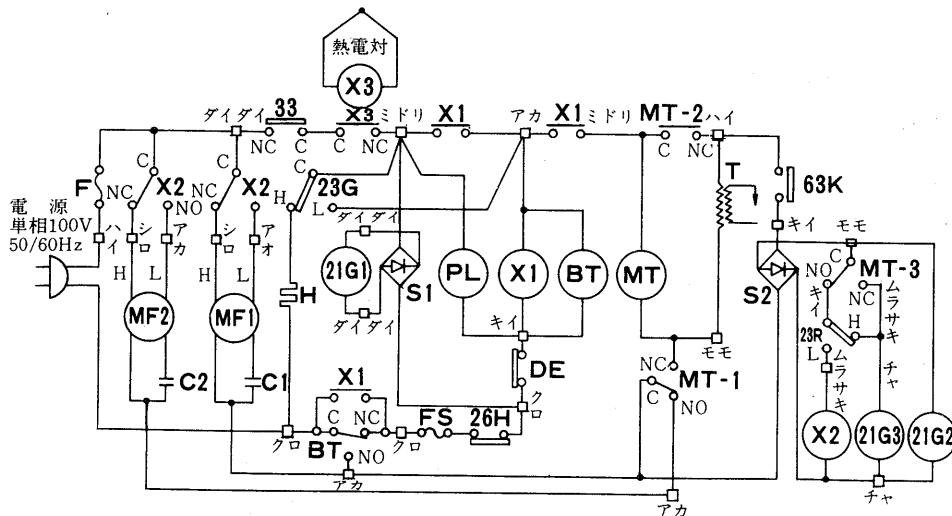 熱電対
X3
ダイダイ
33
X3
ミドリ
X1
アカ
X1
ミドリ
MT-2
ハイ
NC
C
C
NC
C
NC
C
C
C
H
23G
L
T
63K
F
NC
X2
NO
NC
X2
電源
単相100V
50/60Hz
ハイ
シロ
アカ
シロ
アオ
ダイダイ
キイ
モモ
H
L
H
L
21G1
S1
PL
X1
BT
MT
S2
NO
C
MT-3
NC
キイ
ムラサキ
H
23R
L
MF2
MF1
H
ダイダイ
キイ
モモ
ムラサキ
チャ
C2
C1
X1
DE
NC
MT-1
C
NO
C
NC
FS
26H
クロ
X2
21G3
21G2
クロ
BT
クロ
NO
アカ
アカ
チャ